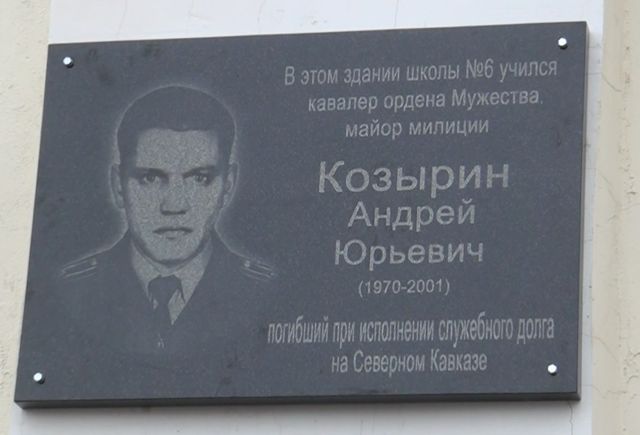 В этом здании школы №6 учился
кавалер ордена Мужества,
майор милиции
Козырин
Андрей
Юрьевич
(1970-2001)
погибший при исполнении служебного долга
на Северном Кавказе